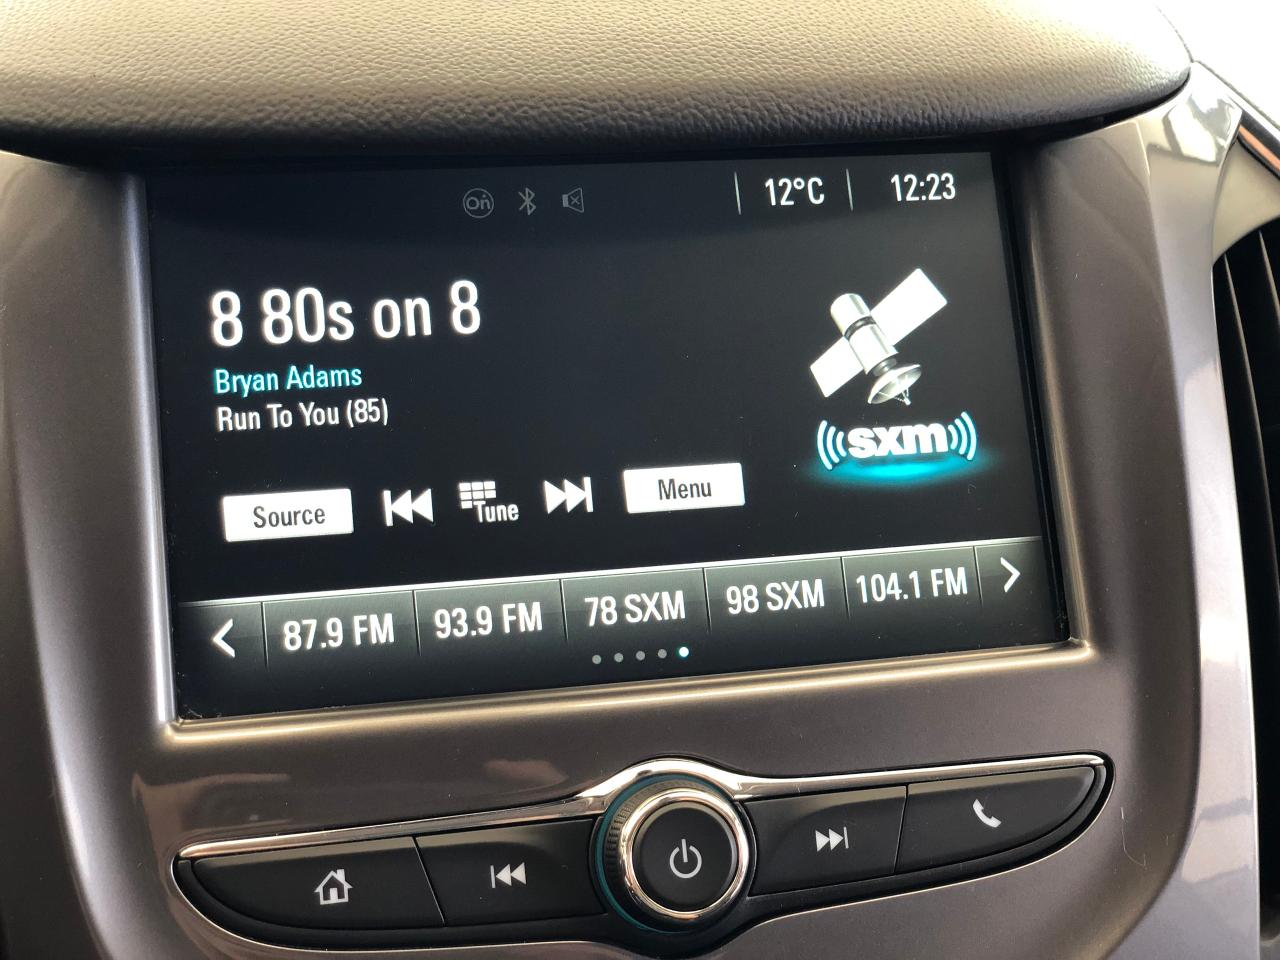 On
12°C
12:23
8 80s on 8
Bryan Adams
Run To You (85)
sxm
Source
Tune
Menu
87.9 FM
93.9 FM
78 SXM
98 SXM
104.1 FM